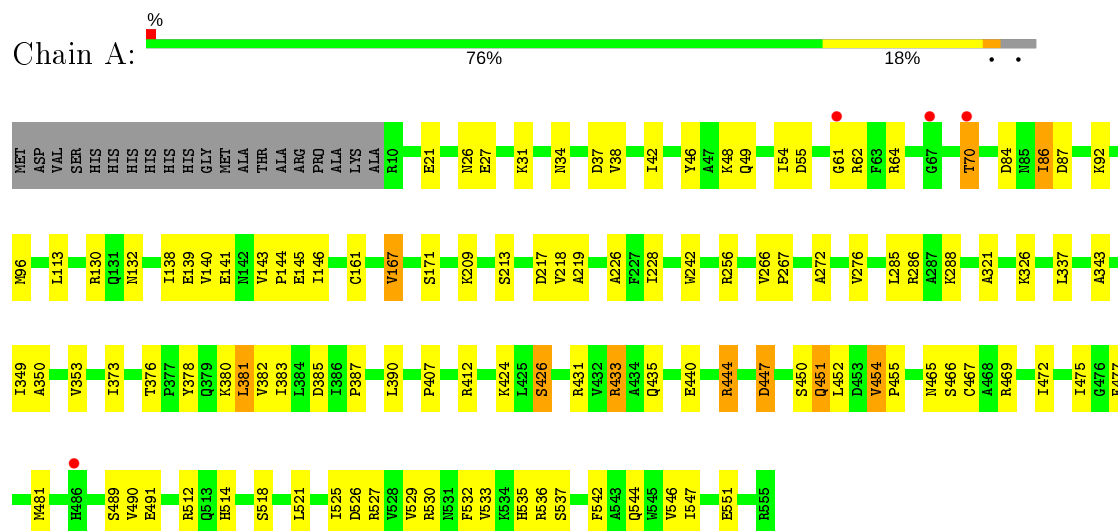 %
Chain A:
76% 18% • •
MET ASP VAL SER HIS HIS HIS HIS HIS HIS GLY MET ALA THR ALA ARG PRO ALA LYS ALA R10 E21 N26 E27 K31 N34 D37 V38 I42 Y46 A47 K48 Q49 I54 D55 G61 R62 F63 R64 G67 T70 D84 N85 I86 D87 K92
M96 L113 R130 Q131 N132 I138 E139 V140 E141 N142 V143 P144 E145 I146 C161 V167 S171 K209 S213 D217 V218 A219 A226 F227 I228 W242 R256 V266 P267 A272 V276 L285 R286 A287 K288 A321 K326 L337 A343
I349 A350 V353 I373 T376 P377 Y378 Q379 K380 L381 V382 I383 L384 D385 I386 P387 L390 P407 R412 K424 L425 S426 R431 V432 R433 A434 Q435 E440 R444 D447 S450 Q451 L452 D453 V454 P455 N465 S466 C467 A468 R469 I472 I475 G476 E477
M481 H486 S489 V490 E491 R512 Q513 H514 S518 L521 I525 D526 R527 V528 V529 R530 N531 F532 V533 K534 H535 R536 S537 F542 A543 Q544 W545 V546 I547 E551 R555